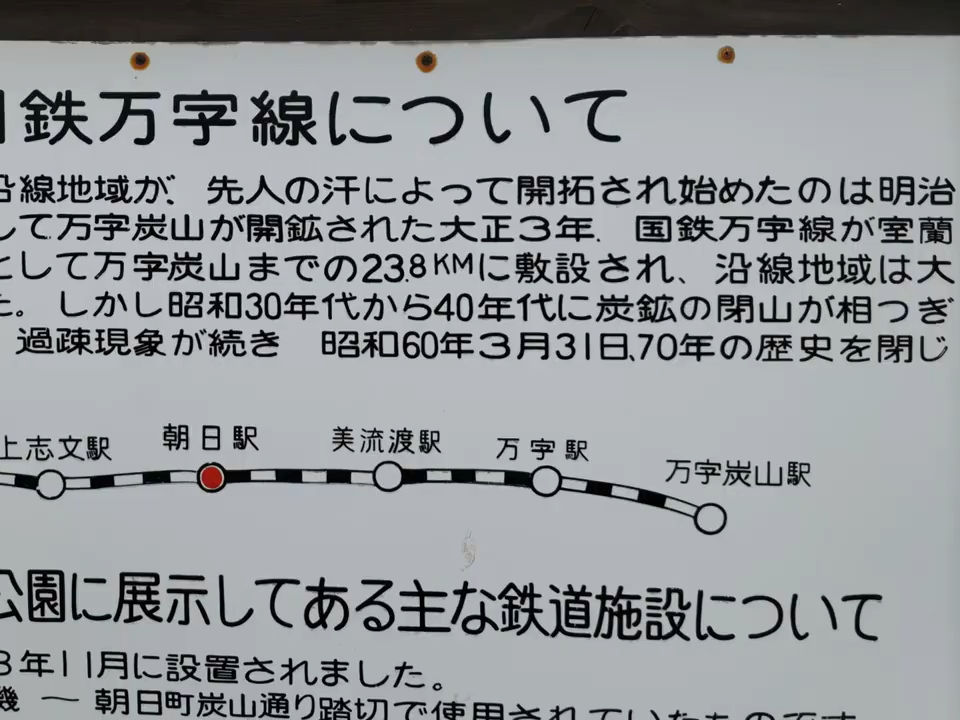 鉄万字線について
沿線地域が、先人の汗によって開拓され始めたのは明治
して万字炭山が開鉱された大正3年、国鉄万字線が室蘭
として万字炭山までの23.8KMに敷設され、沿線地域は大
た。しかし昭和30年代から40年代に炭鉱の閉山が相つぎ
過疎現象が続き 昭和60年3月31日、70年の歴史を閉じ
上志文駅 朝日駅 美流渡駅 万字駅 万字炭山駅
公園に展示してある主な鉄道施設について
3年11月に設置されました。
機 ― 朝日町炭山通り踏切で使用されていたものです